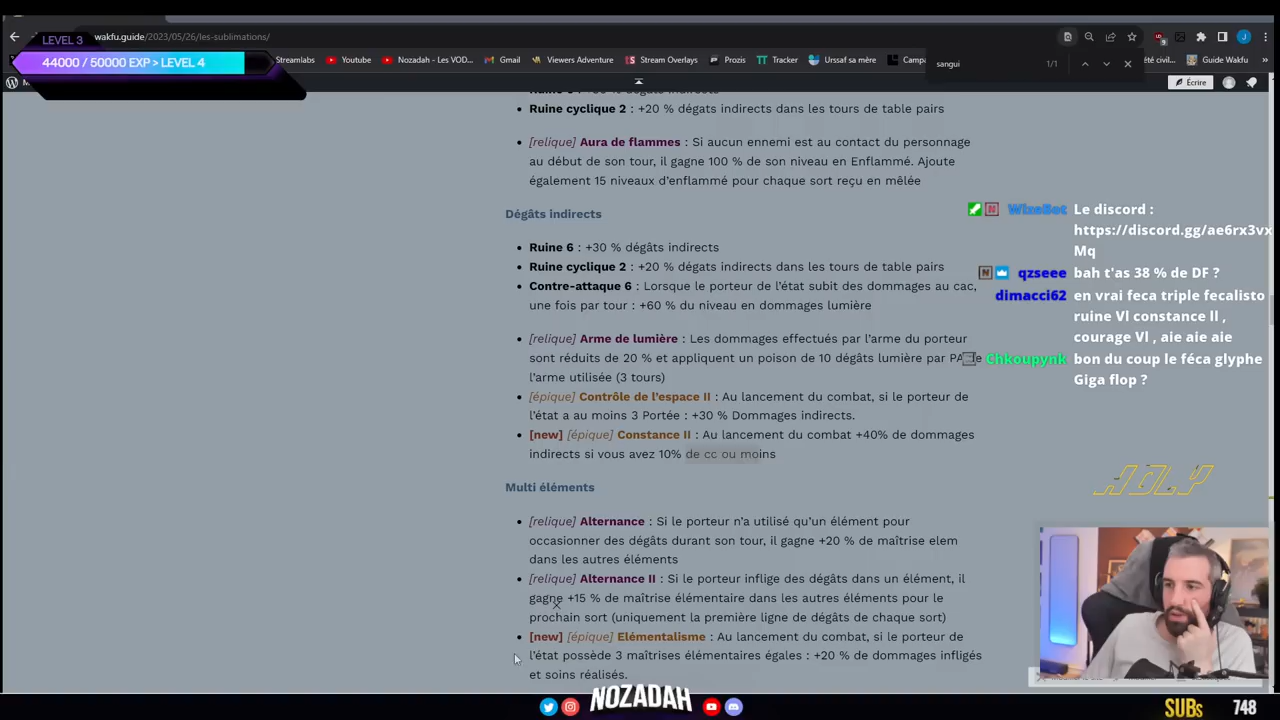 LEVEL 3
wakfu.guide/2023/05/26/les-sublimations/
44000 / 50000 EXP > LEVEL 4
Streamlabs
Youtube
Nozadah - Les VOD...
Gmail
Viewers Adventure
Stream Overlays
Prozis
TTracker
Urssaf sa mère
Camp
sangui
1/1
été civil...
Guide Wakfu
Écrire
Ruine cyclique 2 : +20 % dégats indirects dans les tours de table pairs
[relique] Aura de flammes : Si aucun ennemi est au contact du personnage
au début de son tour, il gagne 100 % de son niveau en Enflammé. Ajoute
également 15 niveaux d'enflammé pour chaque sort reçu en mêlée
Dégâts indirects
Ruine 6 : +30 % dégâts indirects
Ruine cyclique 2 : +20 % dégats indirects dans les tours de table pairs
Contre-attaque 6 : Lorsque le porteur de l'état subit des dommages au cac,
une fois par tour : +60 % du niveau en dommages lumière
[relique] Arme de lumière : Les dommages effectués par l'arme du porteur
sont réduits de 20 % et appliquent un poison de 10 dégâts lumière par PA
l'arme utilisée (3 tours)
[épique] Contrôle de l'espace II : Au lancement du combat, si le porteur de
l'état a au moins 3 Portée : +30 % Dommages indirects.
[new] [épique] Constance II : Au lancement du combat +40% de dommages
indirects si vous avez 10% de cc ou moins
Multi éléments
[relique] Alternance : Si le porteur n'a utilisé qu'un élément pour
occasionner des dégâts durant son tour, il gagne +20 % de maîtrise elem
dans les autres éléments
[relique] Alternance II : Si le porteur inflige des dégâts dans un élément, il
gagne +15 % de maîtrise élémentaire dans les autres éléments pour le
prochain sort (uniquement la première ligne de dégâts de chaque sort)
[new] [épique] Elémentalisme : Au lancement du combat, si le porteur de
l'état possède 3 maîtrises élémentaires égales : +20 % de dommages infligés
et soins réalisés.
WizeBot Le discord :
https://discord.gg/ae6rx3vx
Mq
qzseee bah t'as 38 % de DF ?
dimacci62 en vrai feca triple fecalisto
ruine VI constance II ,
courage VI , aie aie aie
Chkoupynk bon du coup le féca glyphe
Giga flop ?
HOLY
NOZADAH
SUBs 748